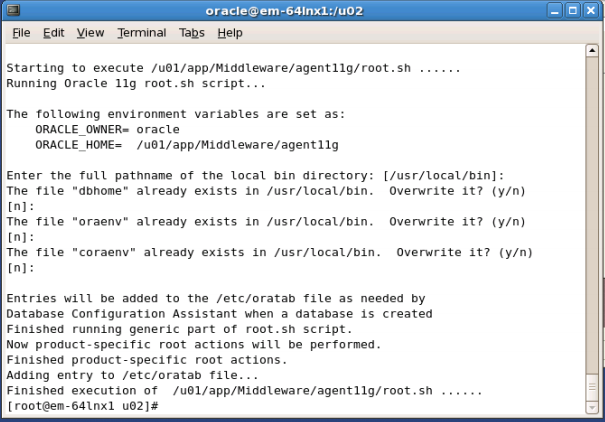 oracle@em-64lnx1:/u02
File Edit View Terminal Tabs Help
Starting to execute /u01/app/Middleware/agent11g/root.sh ......
Running Oracle 11g root.sh script...
The following environment variables are set as:
ORACLE_OWNER= oracle
ORACLE_HOME=  /u01/app/Middleware/agent11g
Enter the full pathname of the local bin directory: [/usr/local/bin]:
The file "dbhome" already exists in /usr/local/bin.  Overwrite it? (y/n)
[n]:
The file "oraenv" already exists in /usr/local/bin.  Overwrite it? (y/n)
[n]:
The file "coraenv" already exists in /usr/local/bin.  Overwrite it? (y/n)
[n]:
Entries will be added to the /etc/oratab file as needed by
Database Configuration Assistant when a database is created
Finished running generic part of root.sh script.
Now product-specific root actions will be performed.
Finished product-specific root actions.
Adding entry to /etc/oratab file...
Finished execution of  /u01/app/Middleware/agent11g/root.sh ......
[root@em-64lnx1 u02]#